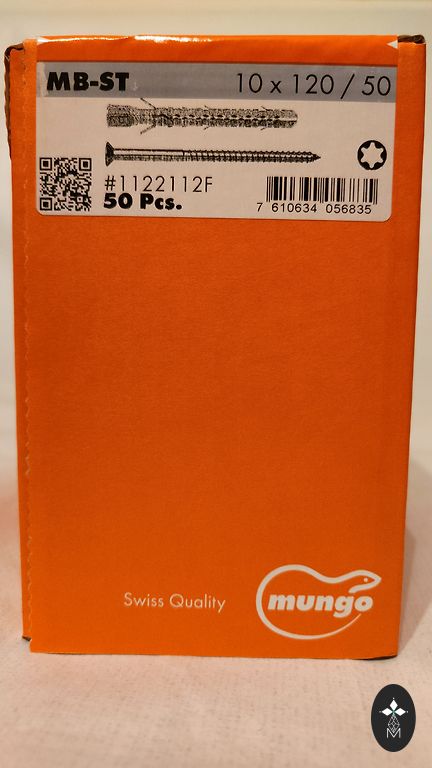 MB-ST 10 x 120 / 50
#1122112F
50 Pcs.
7 610634 056835
Swiss Quality
mungo
M